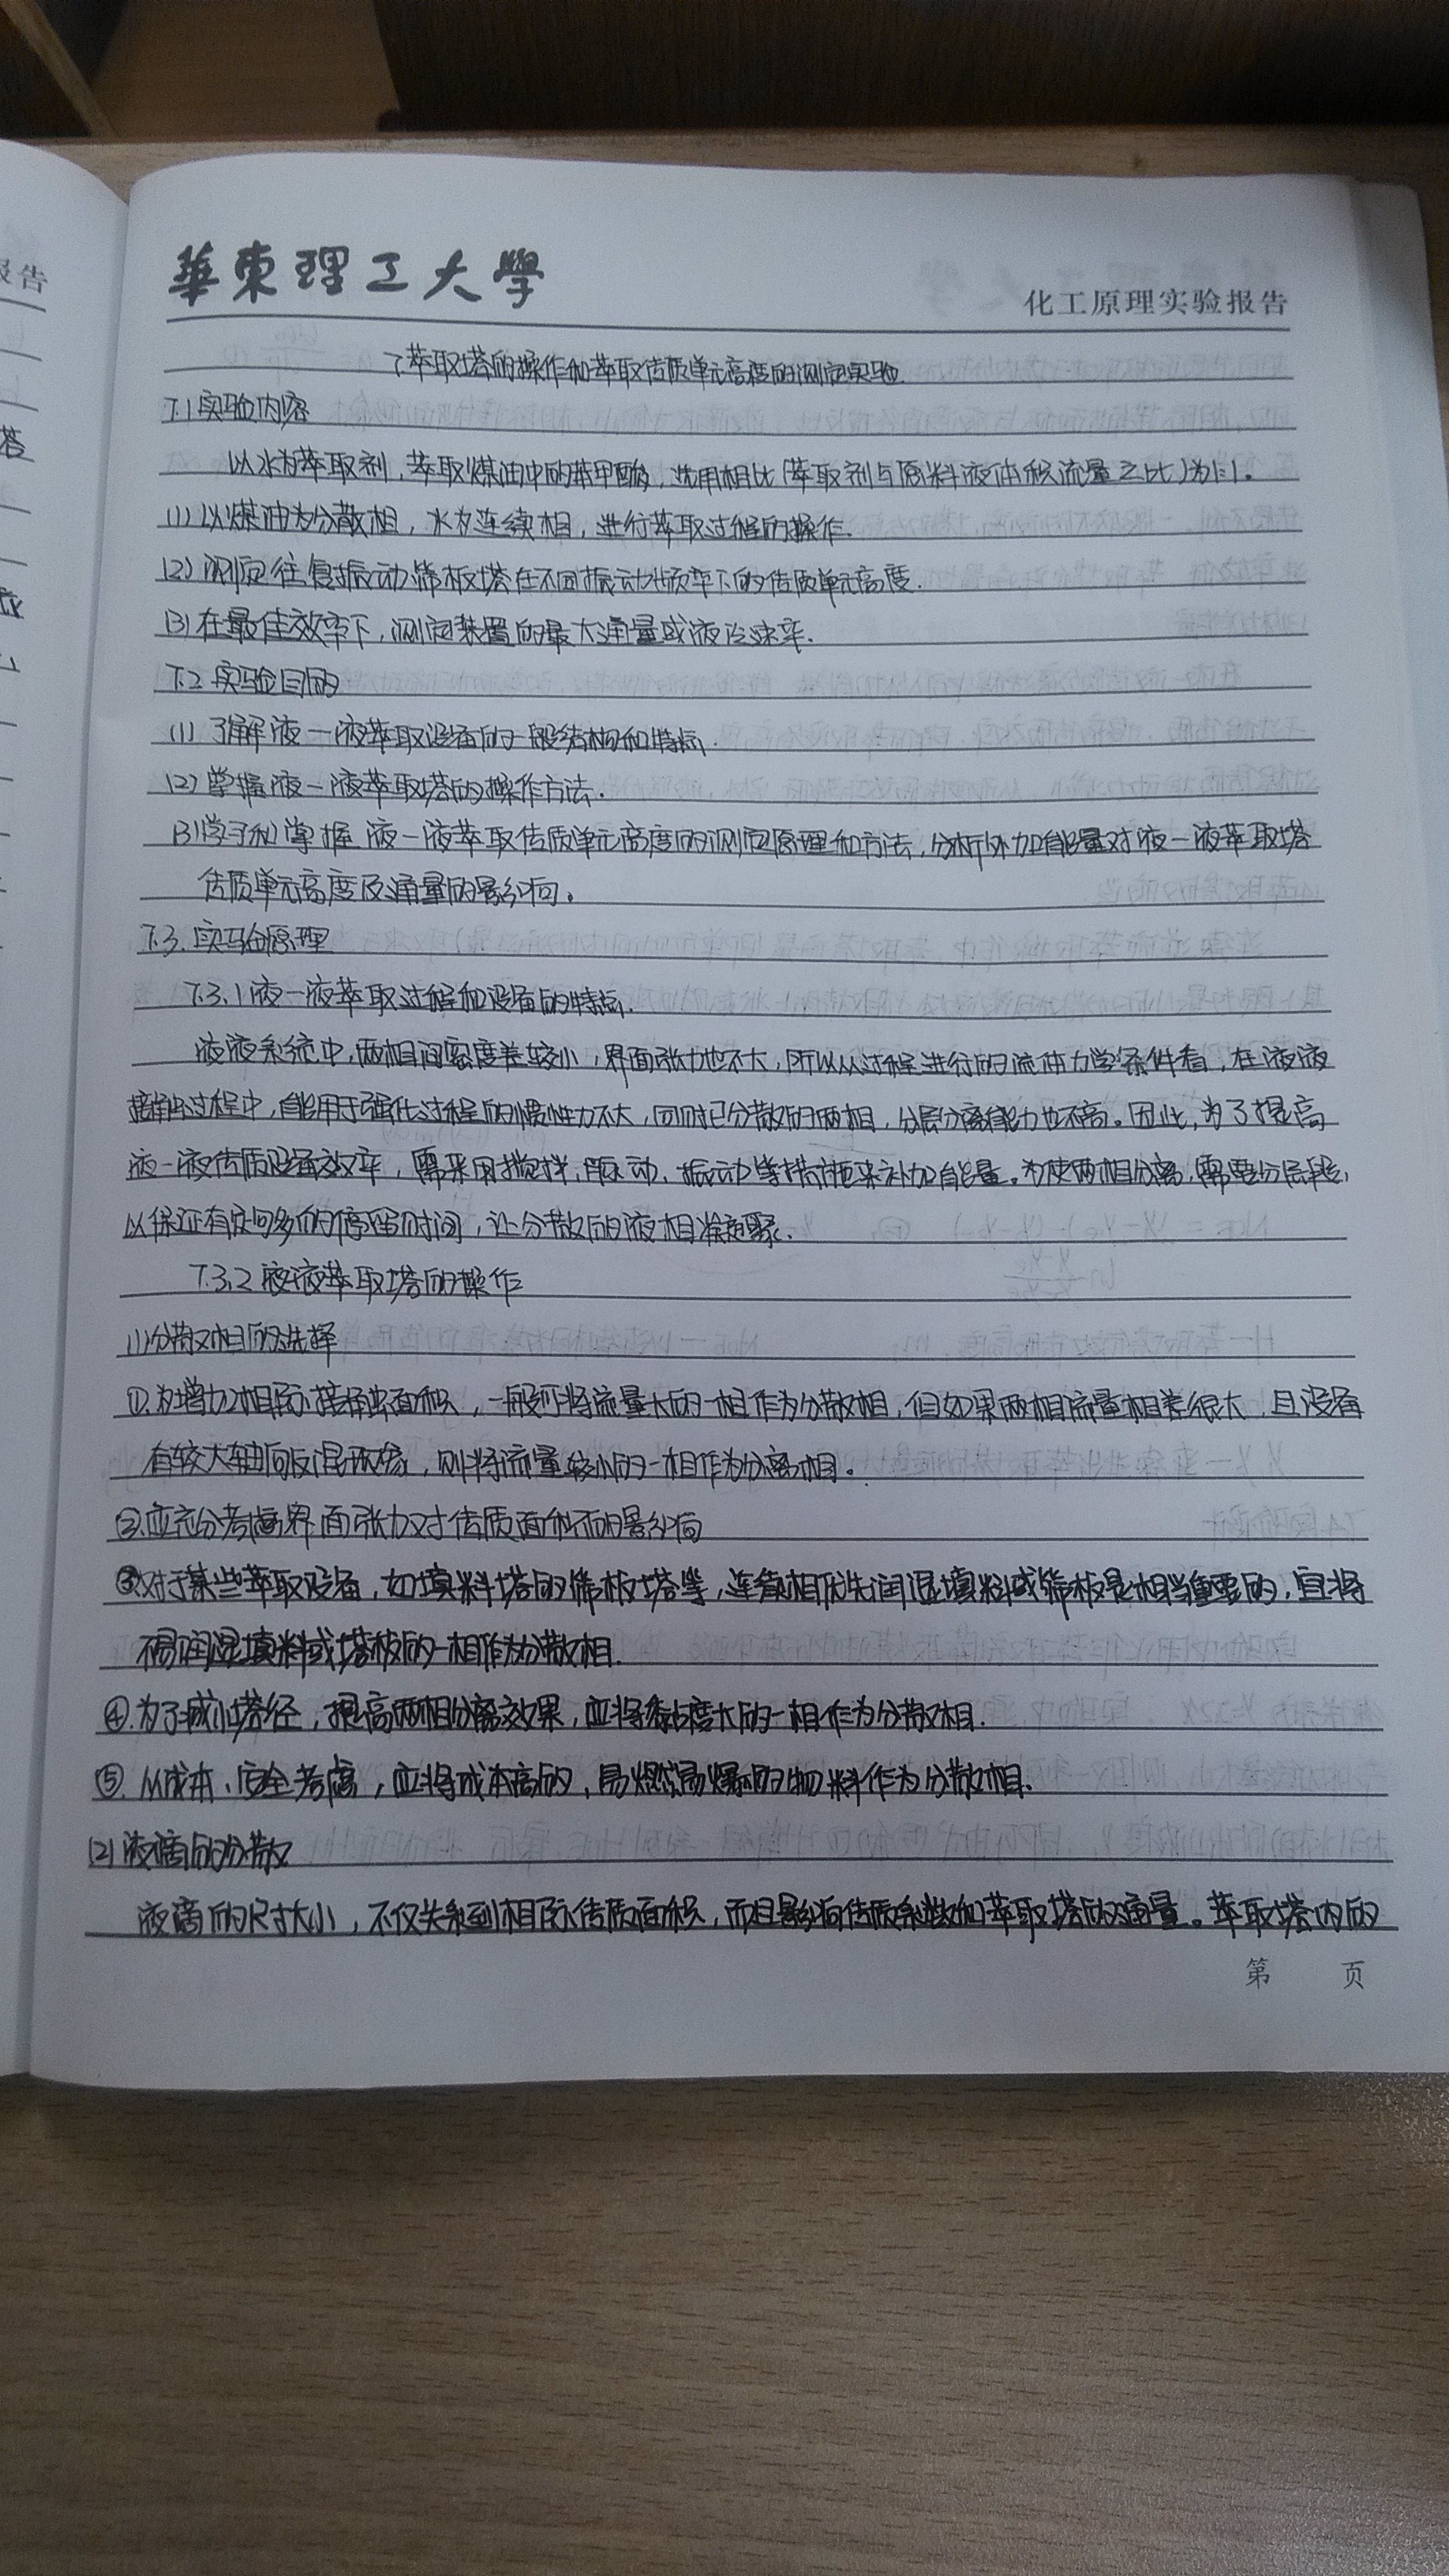 華東理工大學
化工原理实验报告
7 萃取塔的操作和萃取传质单元高度的测定实验
7.1 实验内容
以水为萃取剂,萃取煤油中的苯甲酸,选用相比(萃取剂与原料液体积流量之比)为1:1。
(1)以煤油为分散相,水为连续相,进行萃取过程的操作.
(2)测定往复振动筛板塔在不同振动频率下的传质单元高度.
(3)在最佳效率下,测定装置的最大通量或液泛速率.
7.2 实验目的
(1)了解液一液萃取设备的一般结构和特点.
(2)掌握液一液萃取塔的操作方法.
(3)学习和掌握液一液萃取传质单元高度的测定原理和方法,分析外加能量对液一液萃取塔
传质单元高度及通量的影响。
7.3.实验原理
7.3.1 液一液萃取过程和设备的特点.
液液系统中,两相间密度差较小,界面张力也不大,所以从过程进行的流体力学条件看,在液液
接触过程中,能用于强化过程的惯性力不大,同时已分散的两相,分层分离能力也不高。因此,为了提高
液一液传质设备效率,需采用搅拌,脉动、振动等措施来补加能量。为使两相分离,需要分层段,
以保证有足够多的停留时间,让分散的液相凝聚.
7.3.2 液液萃取塔的操作
(1)分散相的选择
①.为增加相际接触面积,一般可将流量大的一相作为分散相,但如果两相流量相差很大,且设备
有较大轴向反混现象,则将流量较小的一相作为分离相。
②.应充分考虑界面张力对传质面积的影响
③对于某些萃取设备,如填料塔的筛板塔等,连续相优先润湿填料或筛板是相当重要的,宜将
不易润湿填料或塔板的一相作为分散相.
④.为了减小塔径,提高两相分离效果,应将黏度大的一相作为分散相.
⑤.从成本、安全考虑,应将成本高的,易燃易爆的物料作为分散相.
(2)液滴的分散
液滴的尺寸大小,不仅关系到相际传质面积,而且影响传质系数和萃取塔的通量。萃取塔内的
第 页
报告
塔